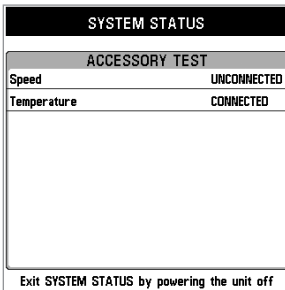 SYSTEM STATUS
ACCESSORY TEST
Speed UNCONNECTED
Temperature CONNECTED
Exit SYSTEM STATUS by powering the unit off